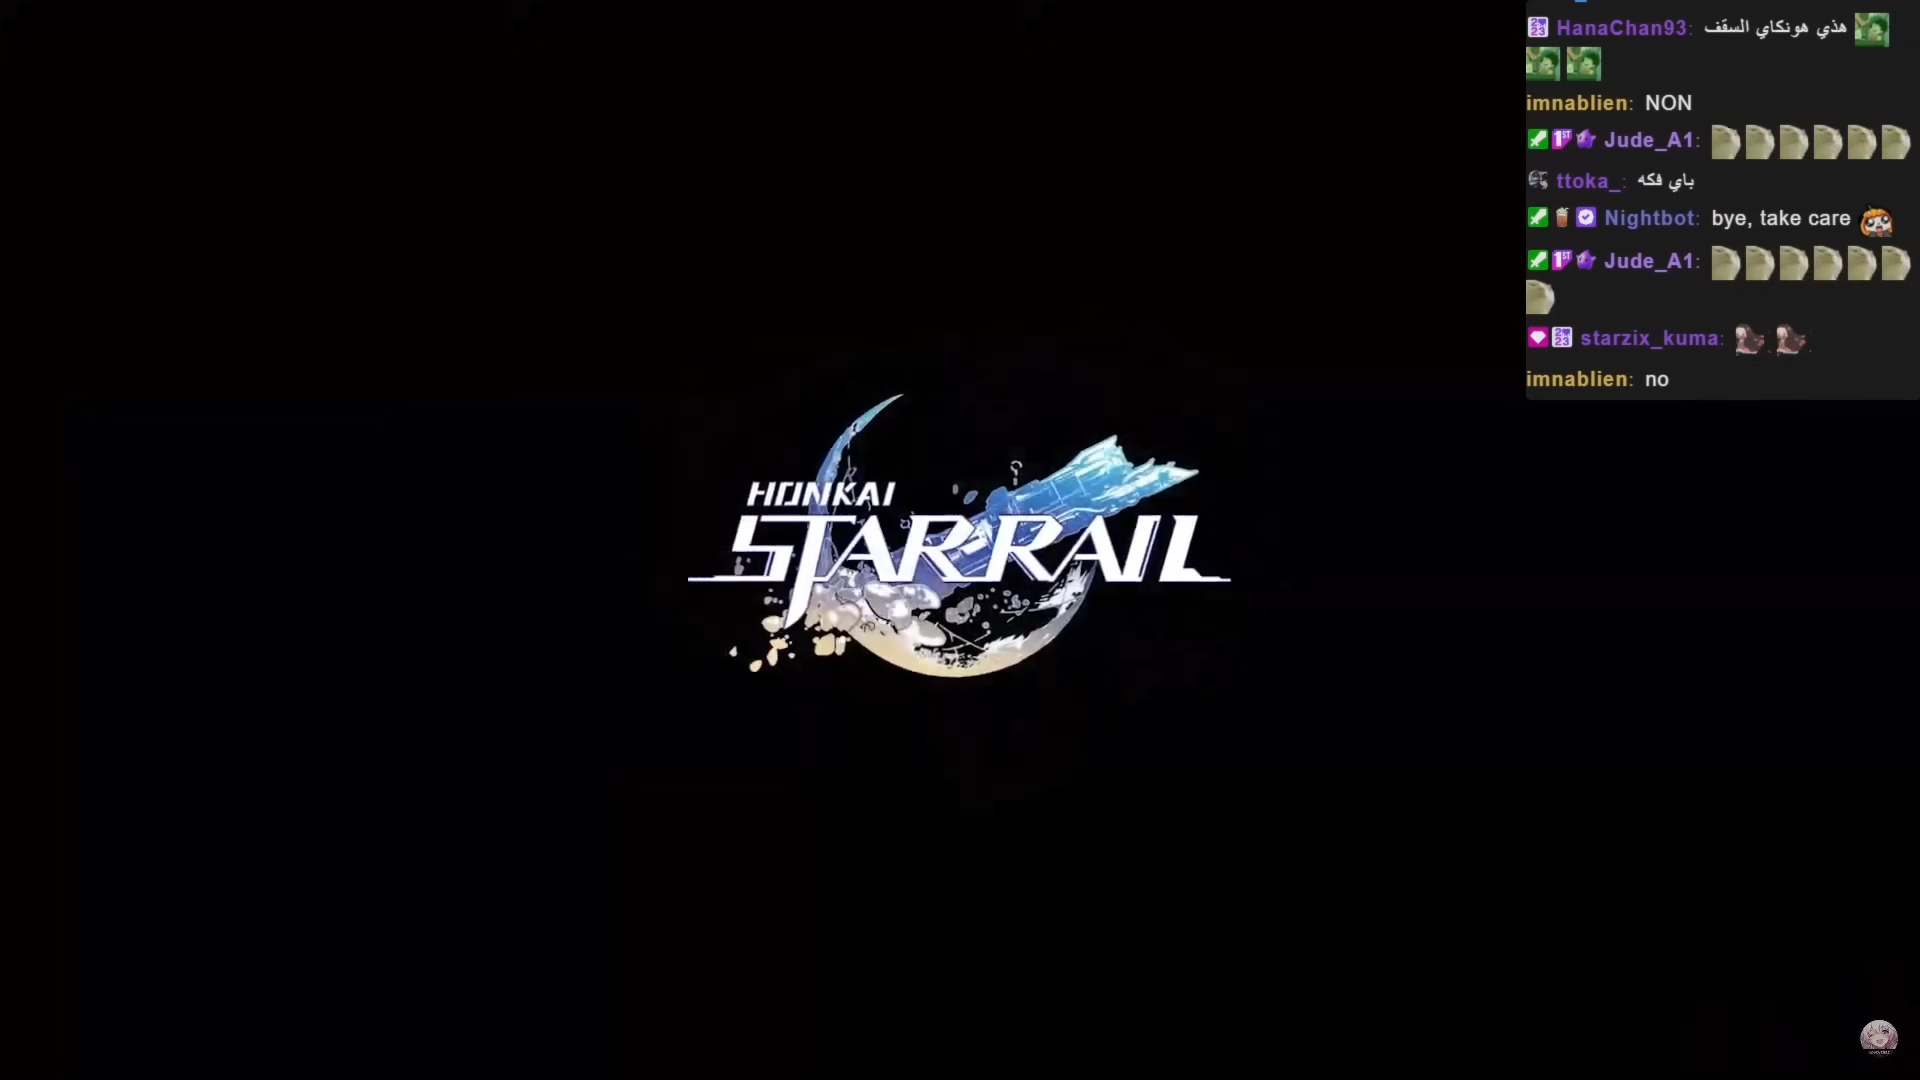 HanaChan93: هذي هونكاي السقف
imnablien: NON
Jude_A1:
ttoka_: باي فكه
Nightbot: bye, take care
Jude_A1:
starzix_kuma:
imnablien: no
HONKAI
STAR RAIL